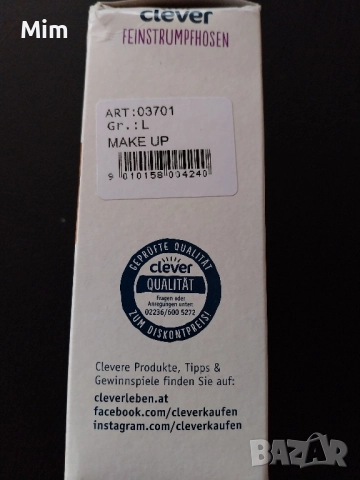 Mim
clever
FEINSTRUMPFHOSEN
ART:03701
Gr.:L
MAKE UP
9 010158 004240
GEPRÜFTE QUALITÄT
clever
QUALITÄT
Fragen oder
Anregungen unter:
02236/600 5272
ZUM DISKONTPREIS!
Clevere Produkte, Tipps &
Gewinnspiele finden Sie auf:
cleverleben.at
facebook.com/cleverkaufen
instagram.com/cleverkaufen
BAZAR